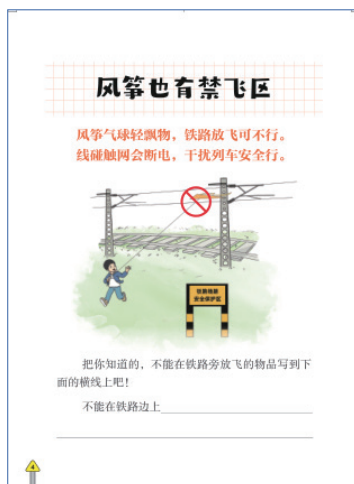 风筝也有禁飞区
风筝气球轻飘物，铁路放飞可不行。
线碰触网会断电，干扰列车安全行。
铁路线路
安全保护区
把你知道的，不能在铁路旁放飞的物品写到下
面的横线上吧！
不能在铁路边上
4